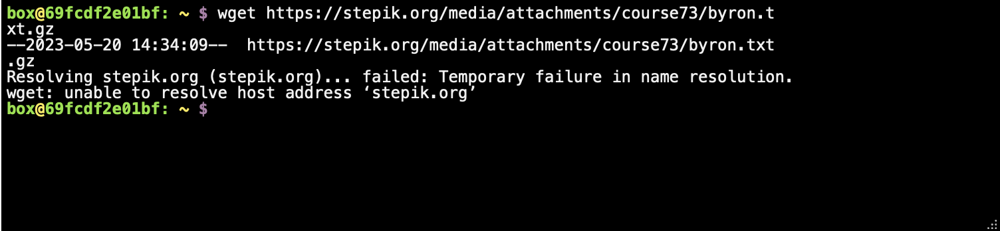 box@69fcdf2e01bf: ~ $ wget https://stepik.org/media/attachments/course73/byron.t
xt.gz
--2023-05-20 14:34:09--  https://stepik.org/media/attachments/course73/byron.txt
.gz
Resolving stepik.org (stepik.org)... failed: Temporary failure in name resolution.
wget: unable to resolve host address ‘stepik.org’
box@69fcdf2e01bf: ~ $